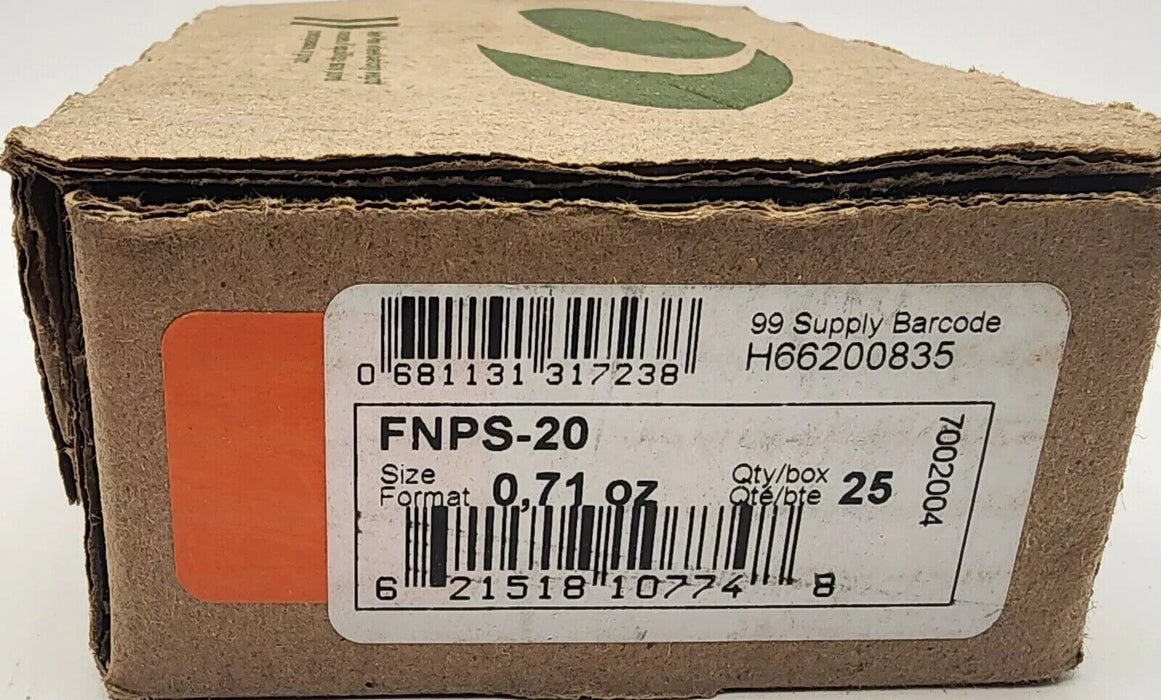 0 681131 317238
99 Supply Barcode
H66200835
FNPS-20
Size
Format 0,71 oz
Qty/box
Qté/bte 25
7002004
6 21518 10774 8